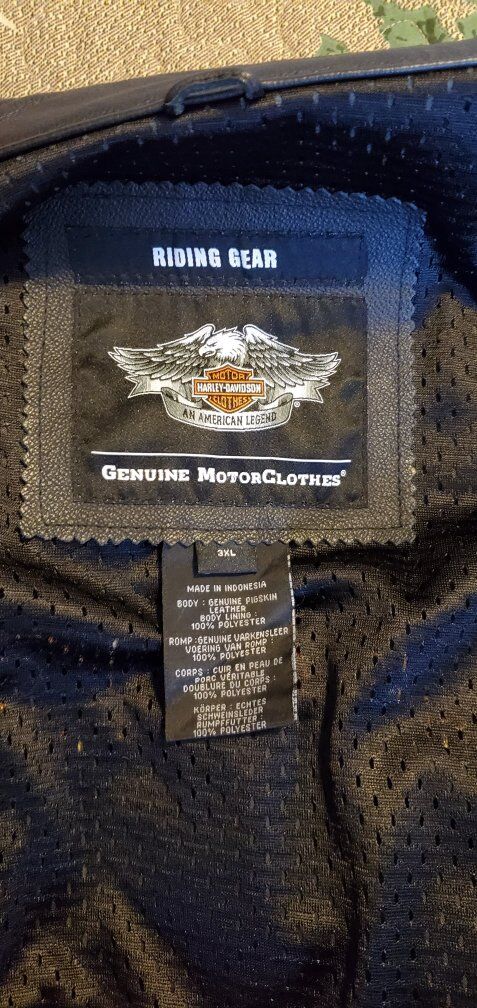 RIDING GEAR
MOTOR
HARLEY-DAVIDSON
CLOTHES
AN AMERICAN LEGEND
®
GENUINE MOTORCLOTHES®
3XL
MADE IN INDONESIA
BODY : GENUINE PIGSKIN
LEATHER
BODY LINING :
100% POLYESTER
ROMP :GENUINE VARKENSLEER
VOERING VAN ROMP :
100% POLYESTER
CORPS : CUIR EN PEAU DE
PORC VÉRITABLE
DOUBLURE DU CORPS :
100% POLYESTER
KÖRPER : ECHTES
SCHWEINSLEDER
RUMPFFUTTER
100% POLYESTER